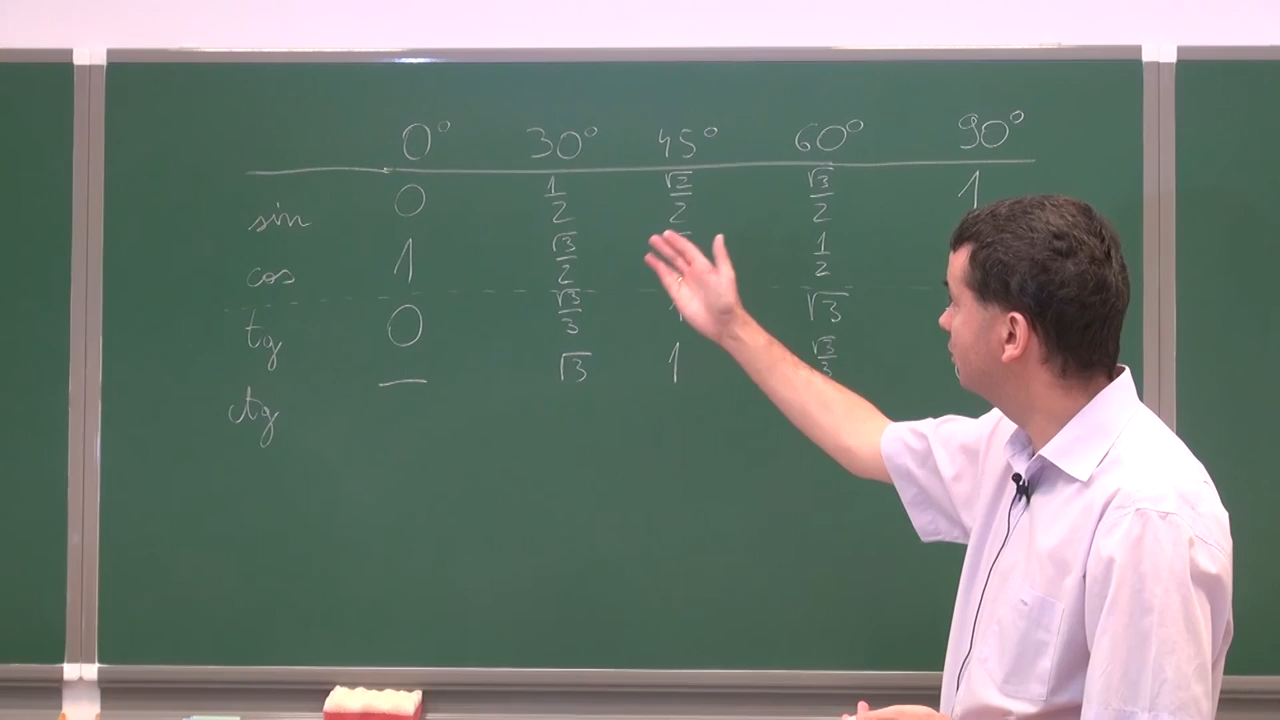 0° 30° 45° 60° 90°
sin 0 1/2 √2/2 √3/2 1
cos 1 √3/2 1/2
tg 0 √3/3 1 √3
ctg — √3 1 √3/3